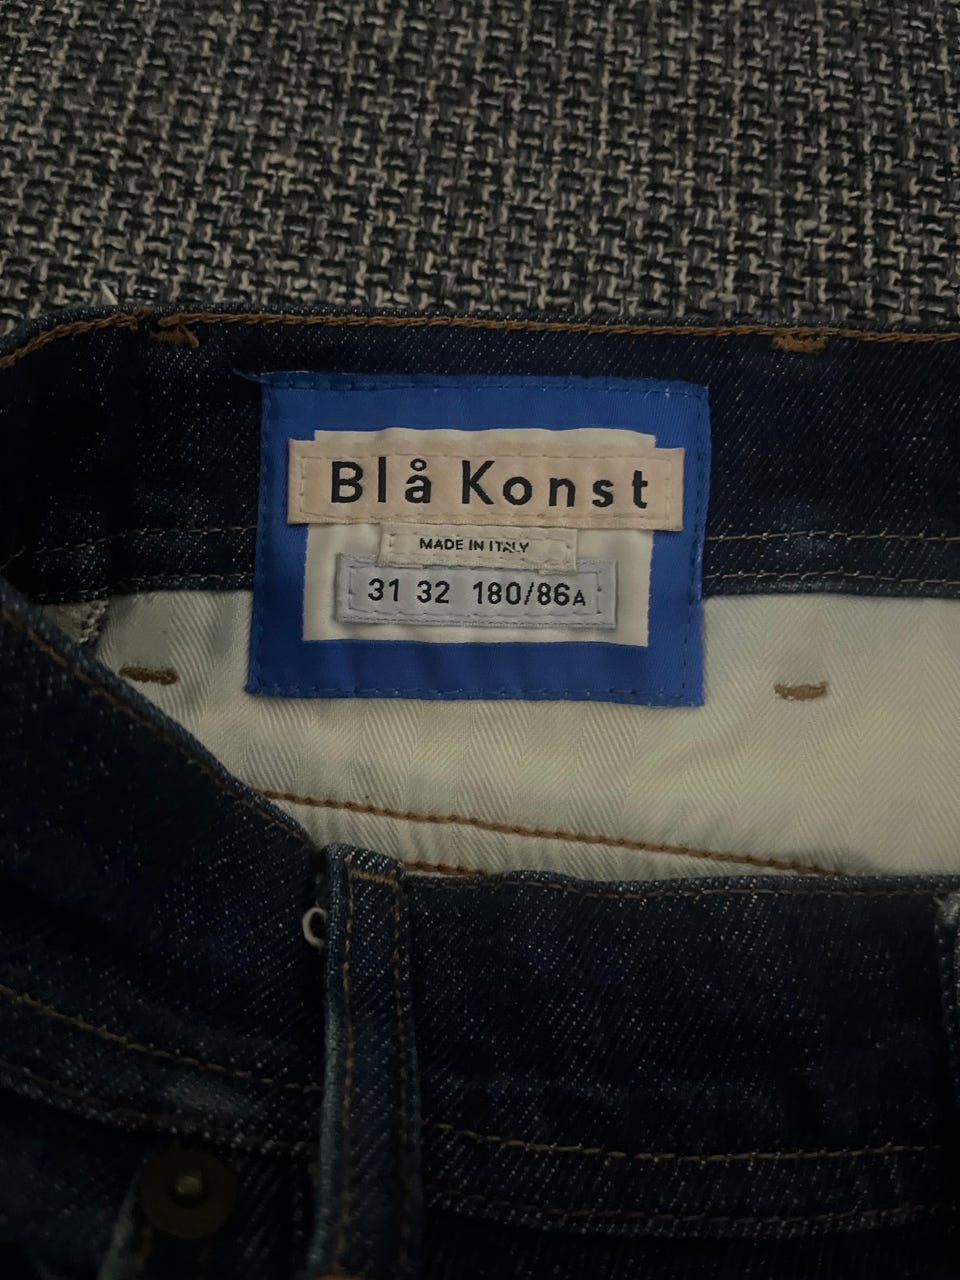 Blå Konst
MADE IN ITALY
31 32 180/86A